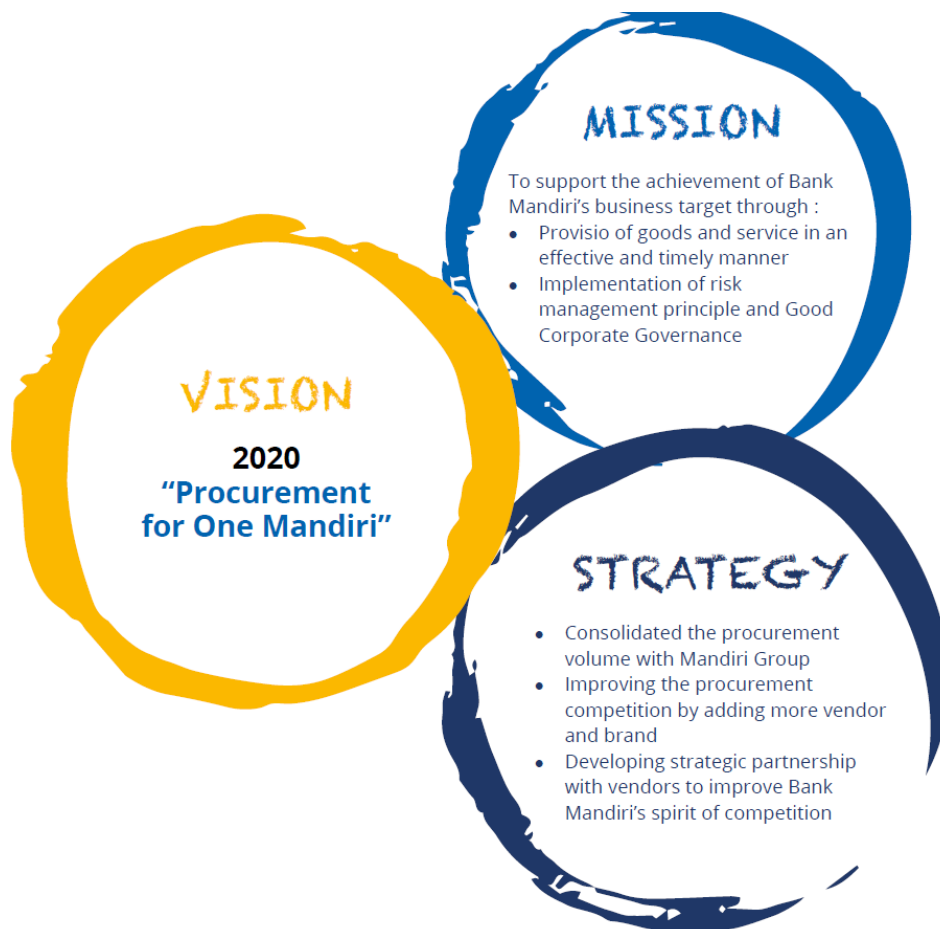 MISSION
To support the achievement of Bank
Mandiri's business target through :
• Provisio of goods and service in an
effective and timely manner
• Implementation of risk
management principle and Good
Corporate Governance
VISION
2020
“Procurement
for One Mandiri”
STRATEGY
• Consolidated the procurement
volume with Mandiri Group
• Improving the procurement
competition by adding more vendor
and brand
• Developing strategic partnership
with vendors to improve Bank
Mandiri's spirit of competition